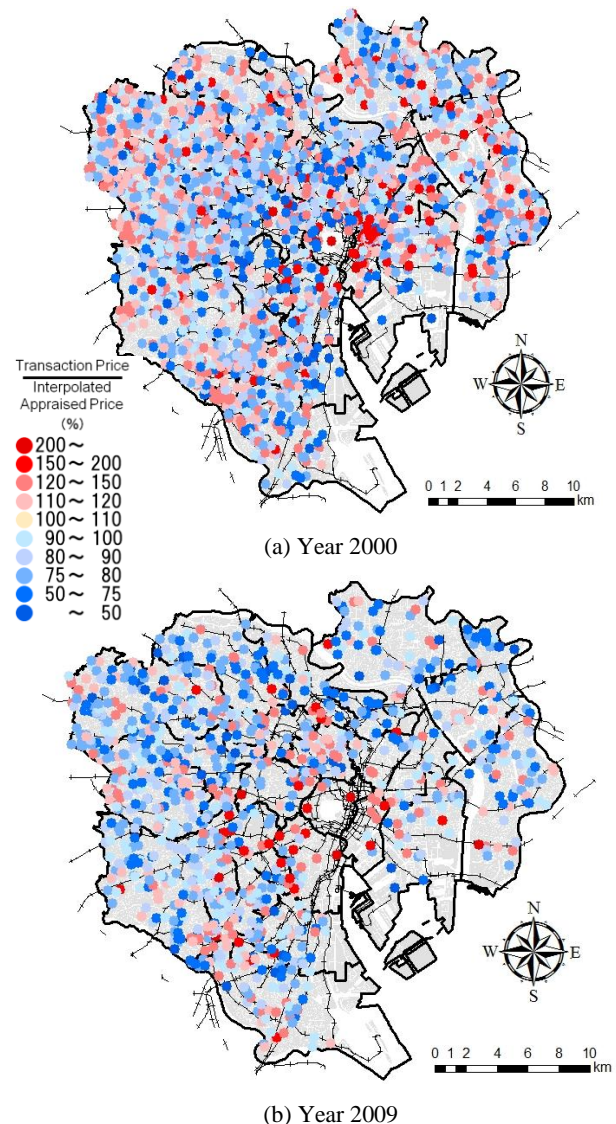 N
W E
S
0 1 2 4 6 8 10
km
(a) Year 2000
Transaction Price
Interpolated
Appraised Price
(%)
200～
150～ 200
120～ 150
110～ 120
100～ 110
90～ 100
80～ 90
75～ 80
50～ 75
～ 50
N
W E
S
0 1 2 4 6 8 10
km
(b) Year 2009